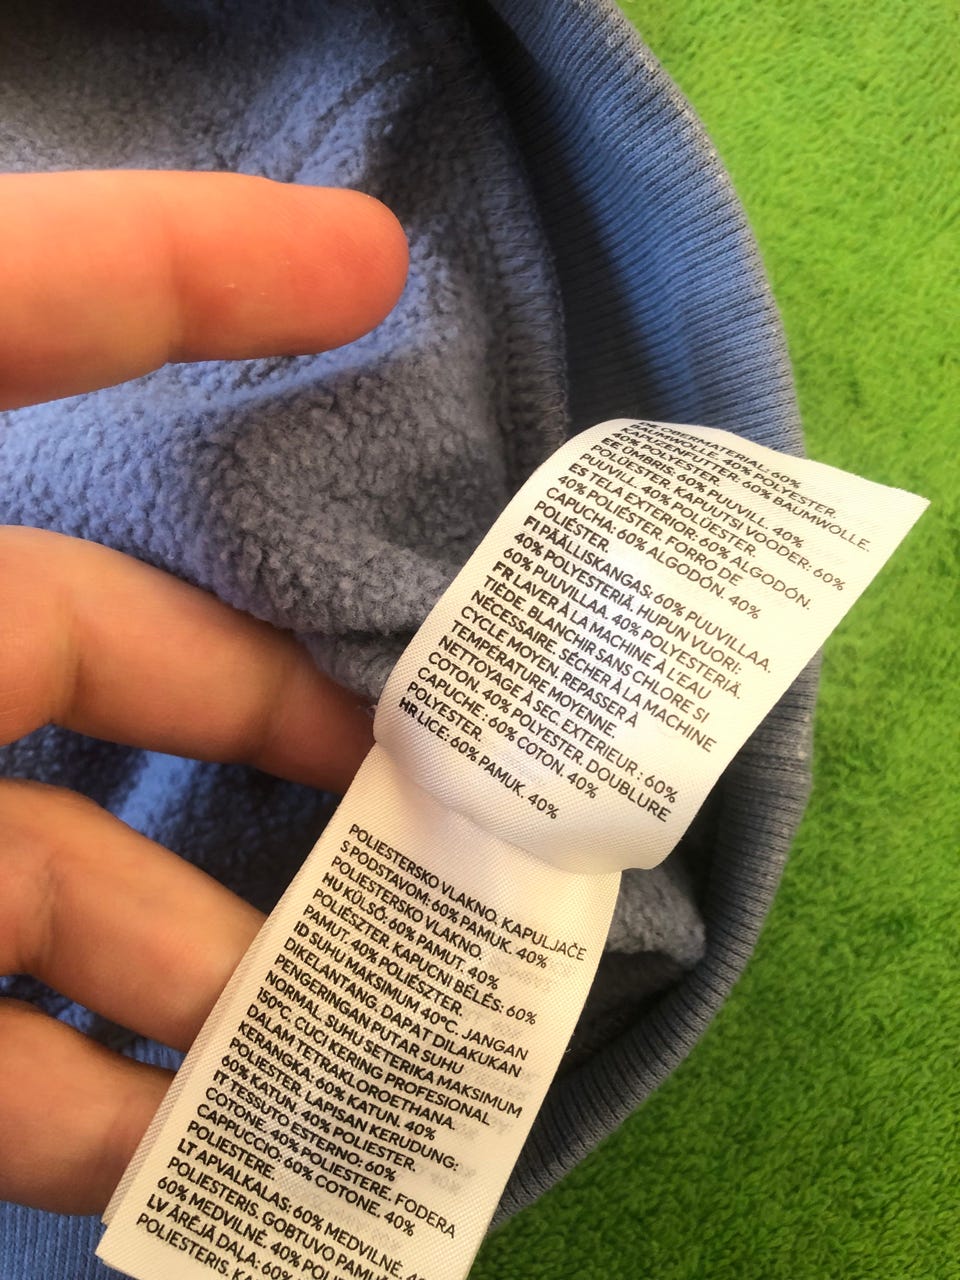 DE OBERMATERIAL: 60%
BAUMWOLLE. 40% POLYESTER.
KAPUZENFUTTER: 60% BAUMWOLLE.
40% POLYESTER.
EE ÜMBRIS: 60% PUUVILL. 40%
POLÜESTER. KAPUUTSI VOODER: 60%
PUUVILL. 40% POLÜESTER.
ES TELA EXTERIOR: 60% ALGODÓN.
40% POLIÉSTER. FORRO DE
CAPUCHA: 60% ALGODÓN. 40%
POLIÉSTER.
FI PÄÄLLISKANGAS: 60% PUUVILLAA.
40% POLYESTERIÄ. HUPUN VUORI:
60% PUUVILLAA. 40% POLYESTERIÄ.
FR LAVER À LA MACHINE À L'EAU
TIÈDE. BLANCHIR SANS CHLORE SI
NÉCESSAIRE. SÉCHER À LA MACHINE
CYCLE MOYEN. REPASSER À
TEMPÉRATURE MOYENNE.
NETTOYAGE À SEC. EXTERIEUR : 60%
COTON. 40% POLYESTER. DOUBLURE
CAPUCHE : 60% COTON. 40%
POLYESTER.
HR LICE: 60% PAMUK. 40%
POLIESTERSKO VLAKNO. KAPULJAČE
S PODSTAVOM: 60% PAMUK. 40%
POLIESTERSKO VLAKNO.
HU KÜLSŐ: 60% PAMUT. 40%
POLIÉSZTER. KAPUCNI BÉLÉS: 60%
PAMUT. 40% POLIÉSZTER.
ID SUHU MAKSIMUM 40°C. JANGAN
DIKELANTANG. DAPAT DILAKUKAN
PENGERINGAN PUTAR SUHU
NORMAL. SUHU SETERIKA MAKSIMUM
150°C. CUCI KERING PROFESIONAL
DALAM TETRAKLOROETHANA.
KERANGKA. 60% KATUN. 40%
POLIESTER. LAPISAN KERUDUNG:
60% KATUN. 40% POLIESTER.
IT TESSUTO ESTERNO: 60%
COTONE. 40% POLIESTERE. FODERA
CAPPUCCIO: 60% COTONE. 40%
POLIESTERE.
LT APVALKALAS: 60% MEDVILNĖ. 40%
POLIESTERIS. GOBTUVO PAMUŠ
60% MEDVILNĖ. 40% POLI
LV ĀRĒJĀ DAĻA: 60%
POLIESTERIS. KA